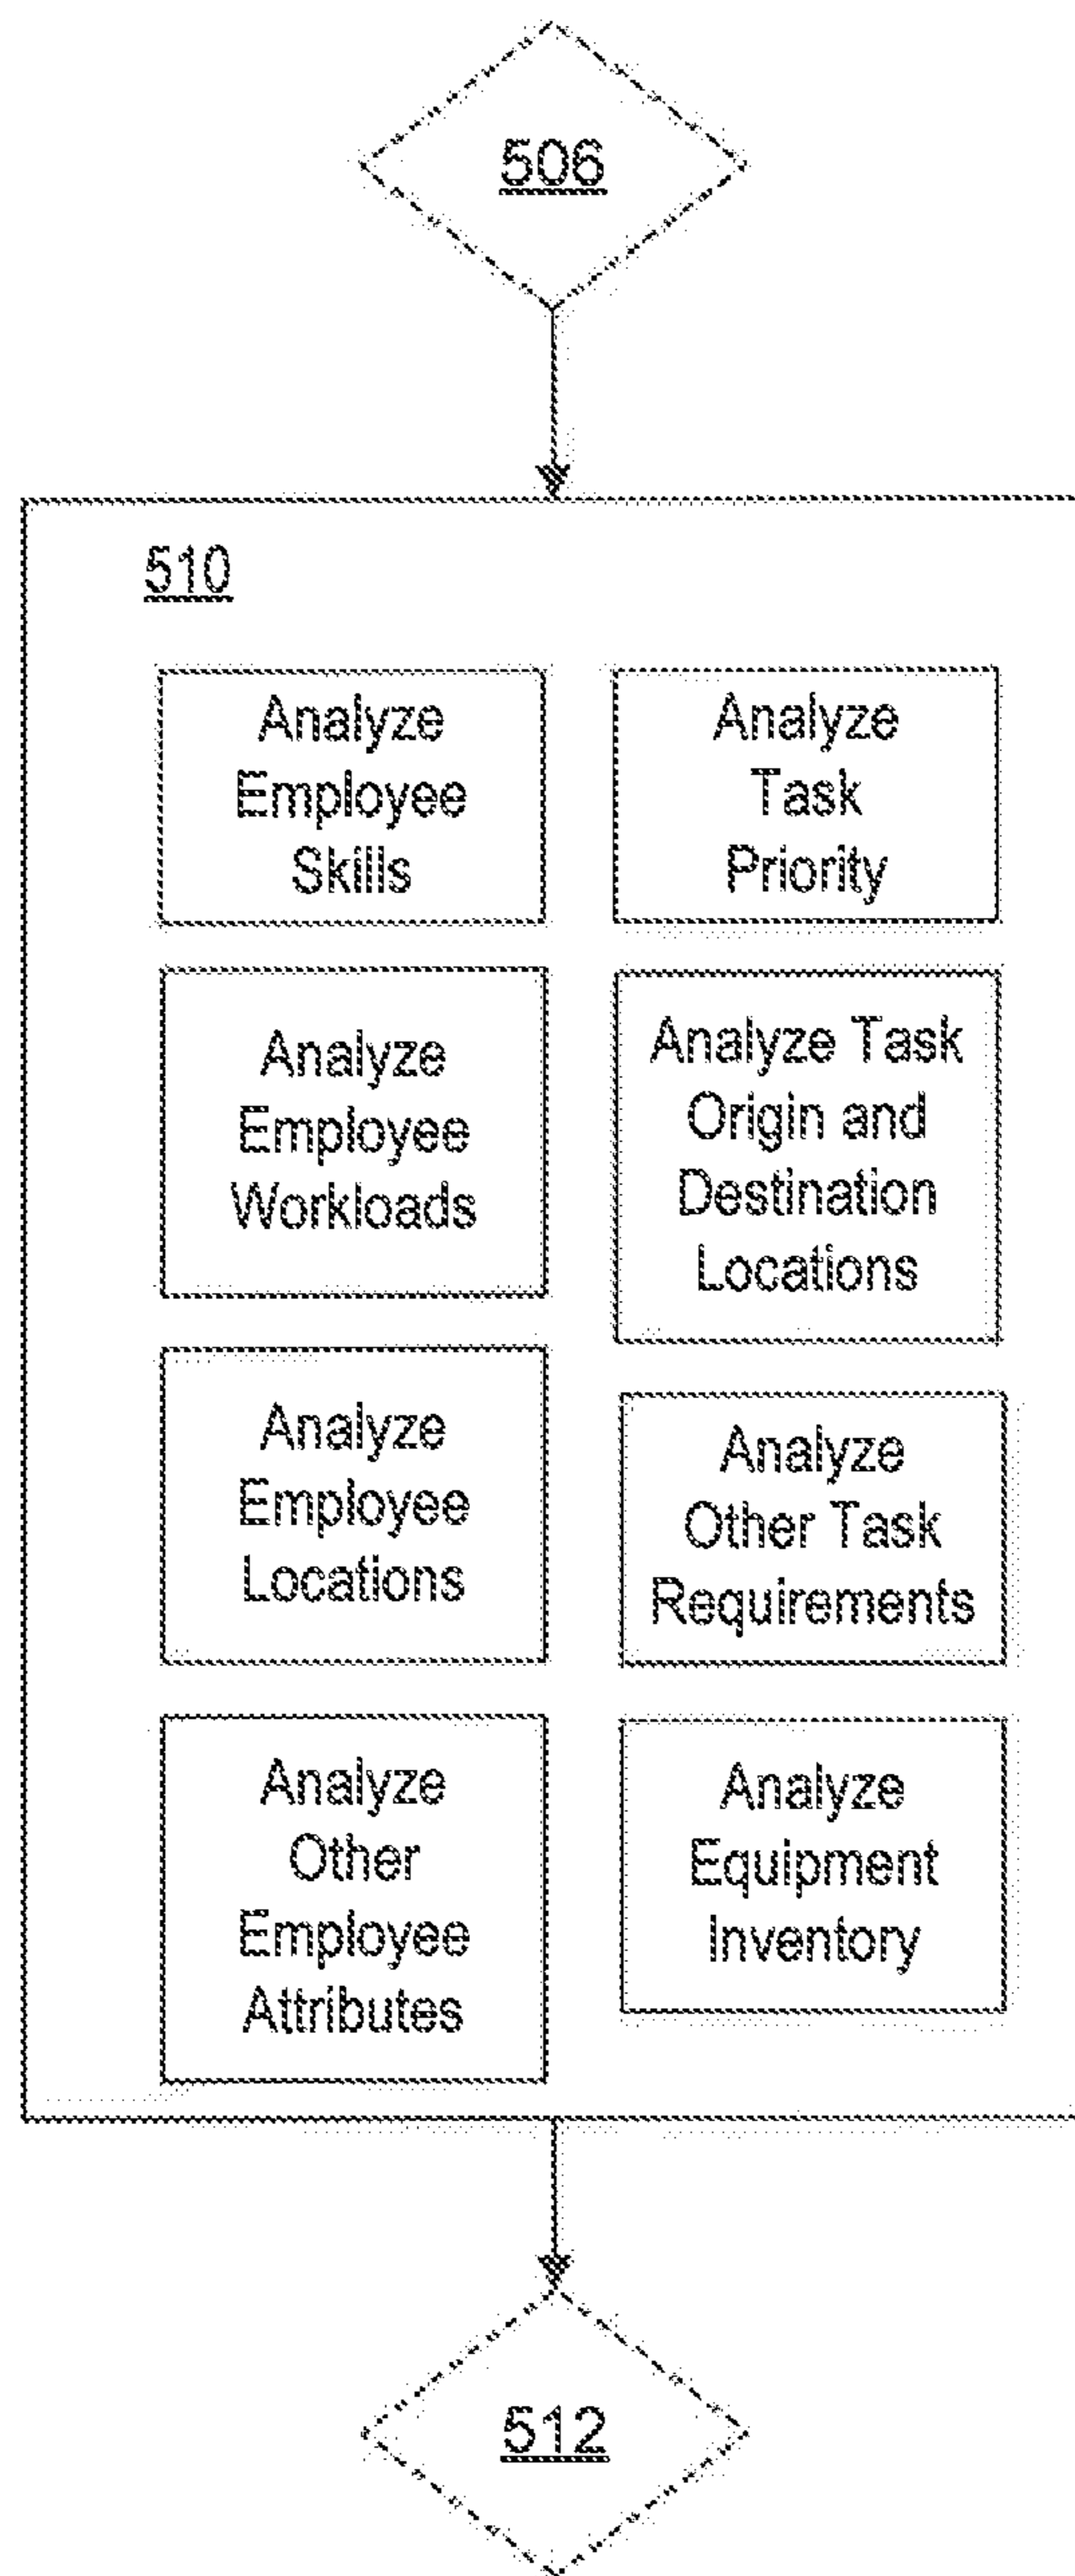 506
510
Analyze
Employee
Skills
Analyze
Task
Priority
Analyze
Employee
Workloads
Analyze Task
Origin and
Destination
Locations
Analyze
Employee
Locations
Analyze
Other Task
Requirements
Analyze
Other
Employee
Attributes
Analyze
Equipment
Inventory
512